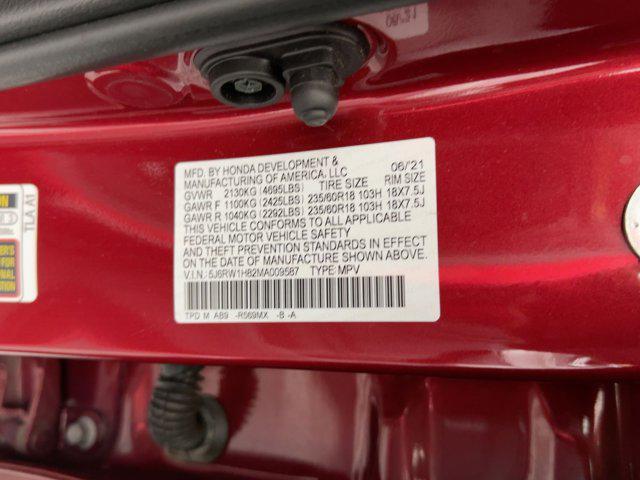 MFD. BY HONDA DEVELOPMENT & 06/21
MANUFACTURING OF AMERICA, LLC
GVWR 2130KG (4695LBS) TIRE SIZE RIM SIZE
GAWR F 1100KG (2425LBS) 235/60R18 103H 18X7.5J
GAWR R 1040KG (2292LBS) 235/60R18 103H 18X7.5J
THIS VEHICLE CONFORMS TO ALL APPLICABLE
FEDERAL MOTOR VEHICLE SAFETY
STANDARDS IN EFFECT ON THE DATE
OF MANUFACTURE SHOWN ABOVE.
V.I.N.: 5J6RW1H82MA009587 TYPE: MPV
TPD M AB9 -R569MX -B -A
TLA A1